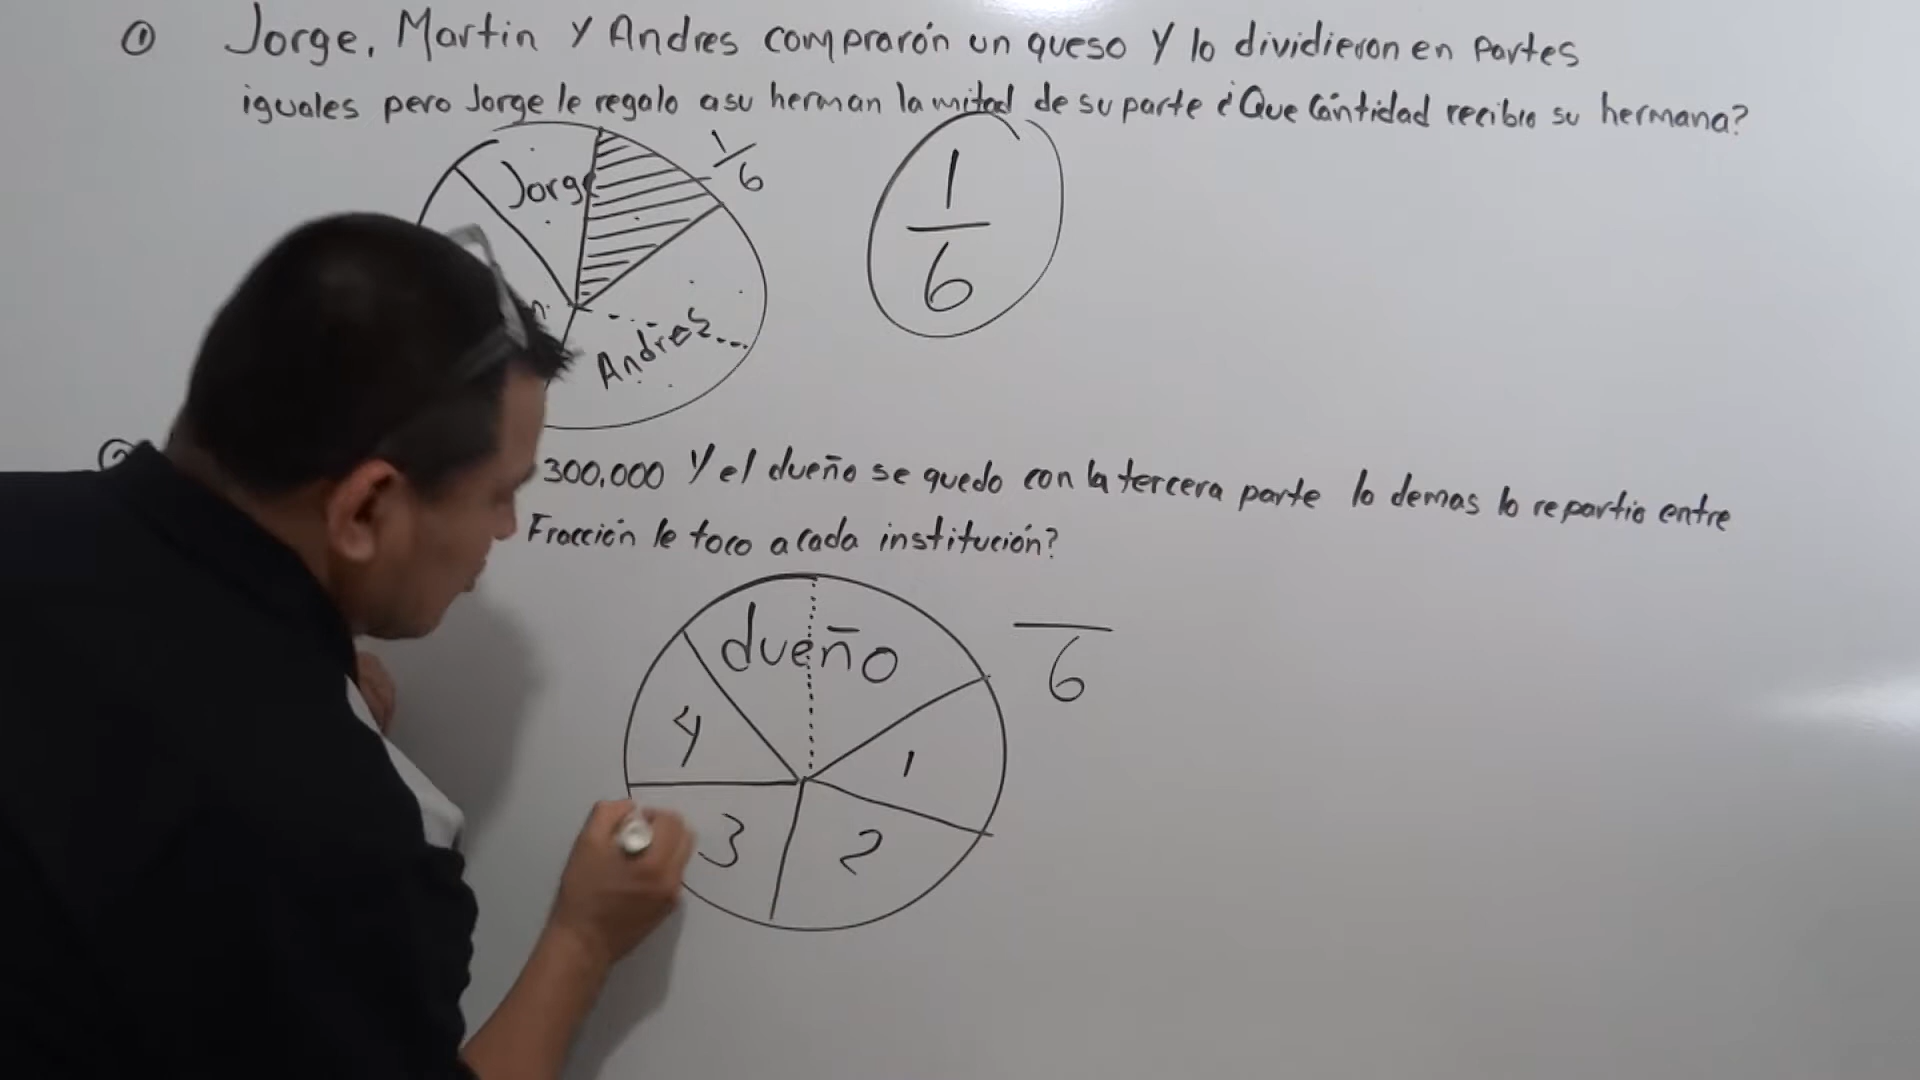 ① Jorge, Martin y Andres comprarón un queso y lo dividieron en partes
iguales pero Jorge le regalo a su herman la mitad de su parte ¿Que Cántidad recibio su hermana?
Jorge
1/6
1
6
Andres
300,000 y el dueño se quedo con la tercera parte lo demas lo repartio entre
Fracción le toco a cada institución?
dueño
6
4
1
3
2